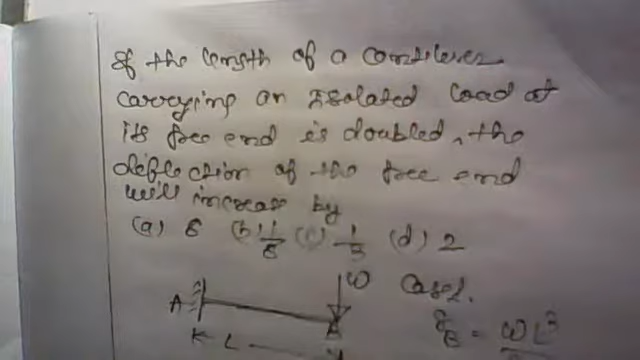 If the length of a cantilever
carrying an isolated load at
its free end is doubled, the
deflection of the free end
will increase by
(a) 8 (b) 1/8 (c) 1/3 (d) 2
W Case 1.
A B δB = WL³
K L